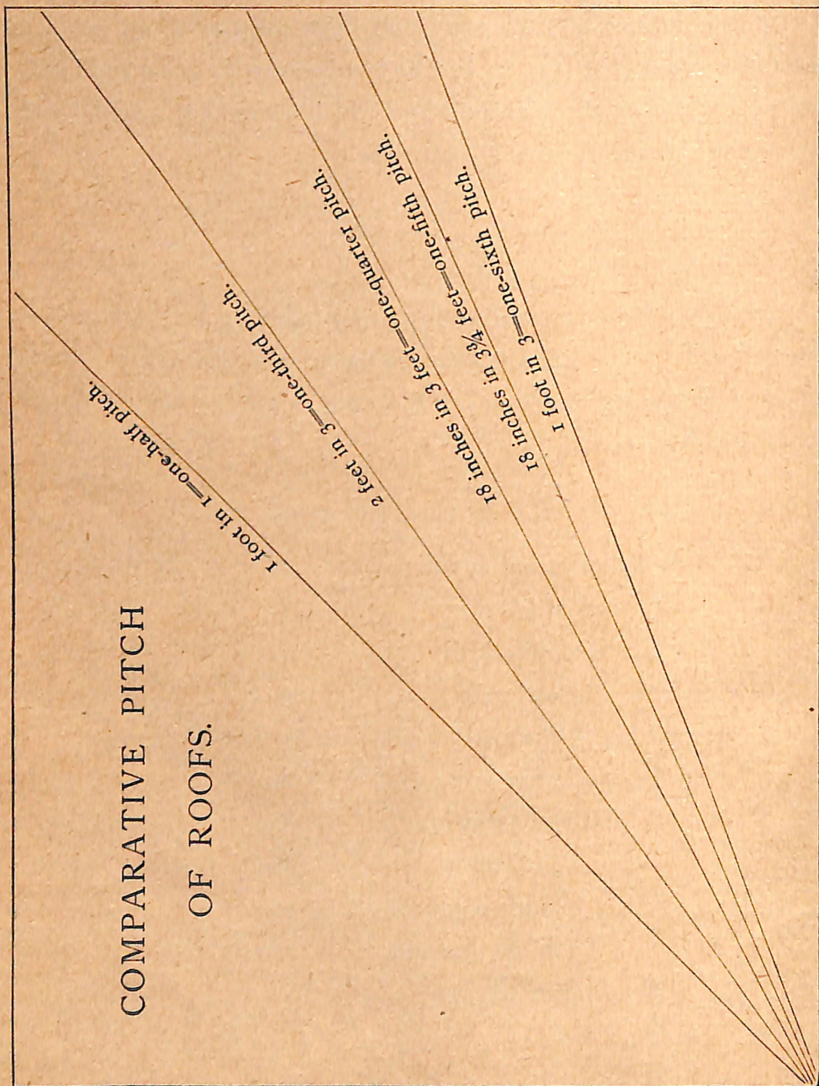 COMPARATIVE PITCH
OF ROOFS.
1 foot in 1=one-half pitch.
2 feet in 3=one-third pitch.
18 inches in 3 feet=one-quarter pitch.
18 inches in 3¾ feet=one-fifth pitch.
1 foot in 3=one-sixth pitch.